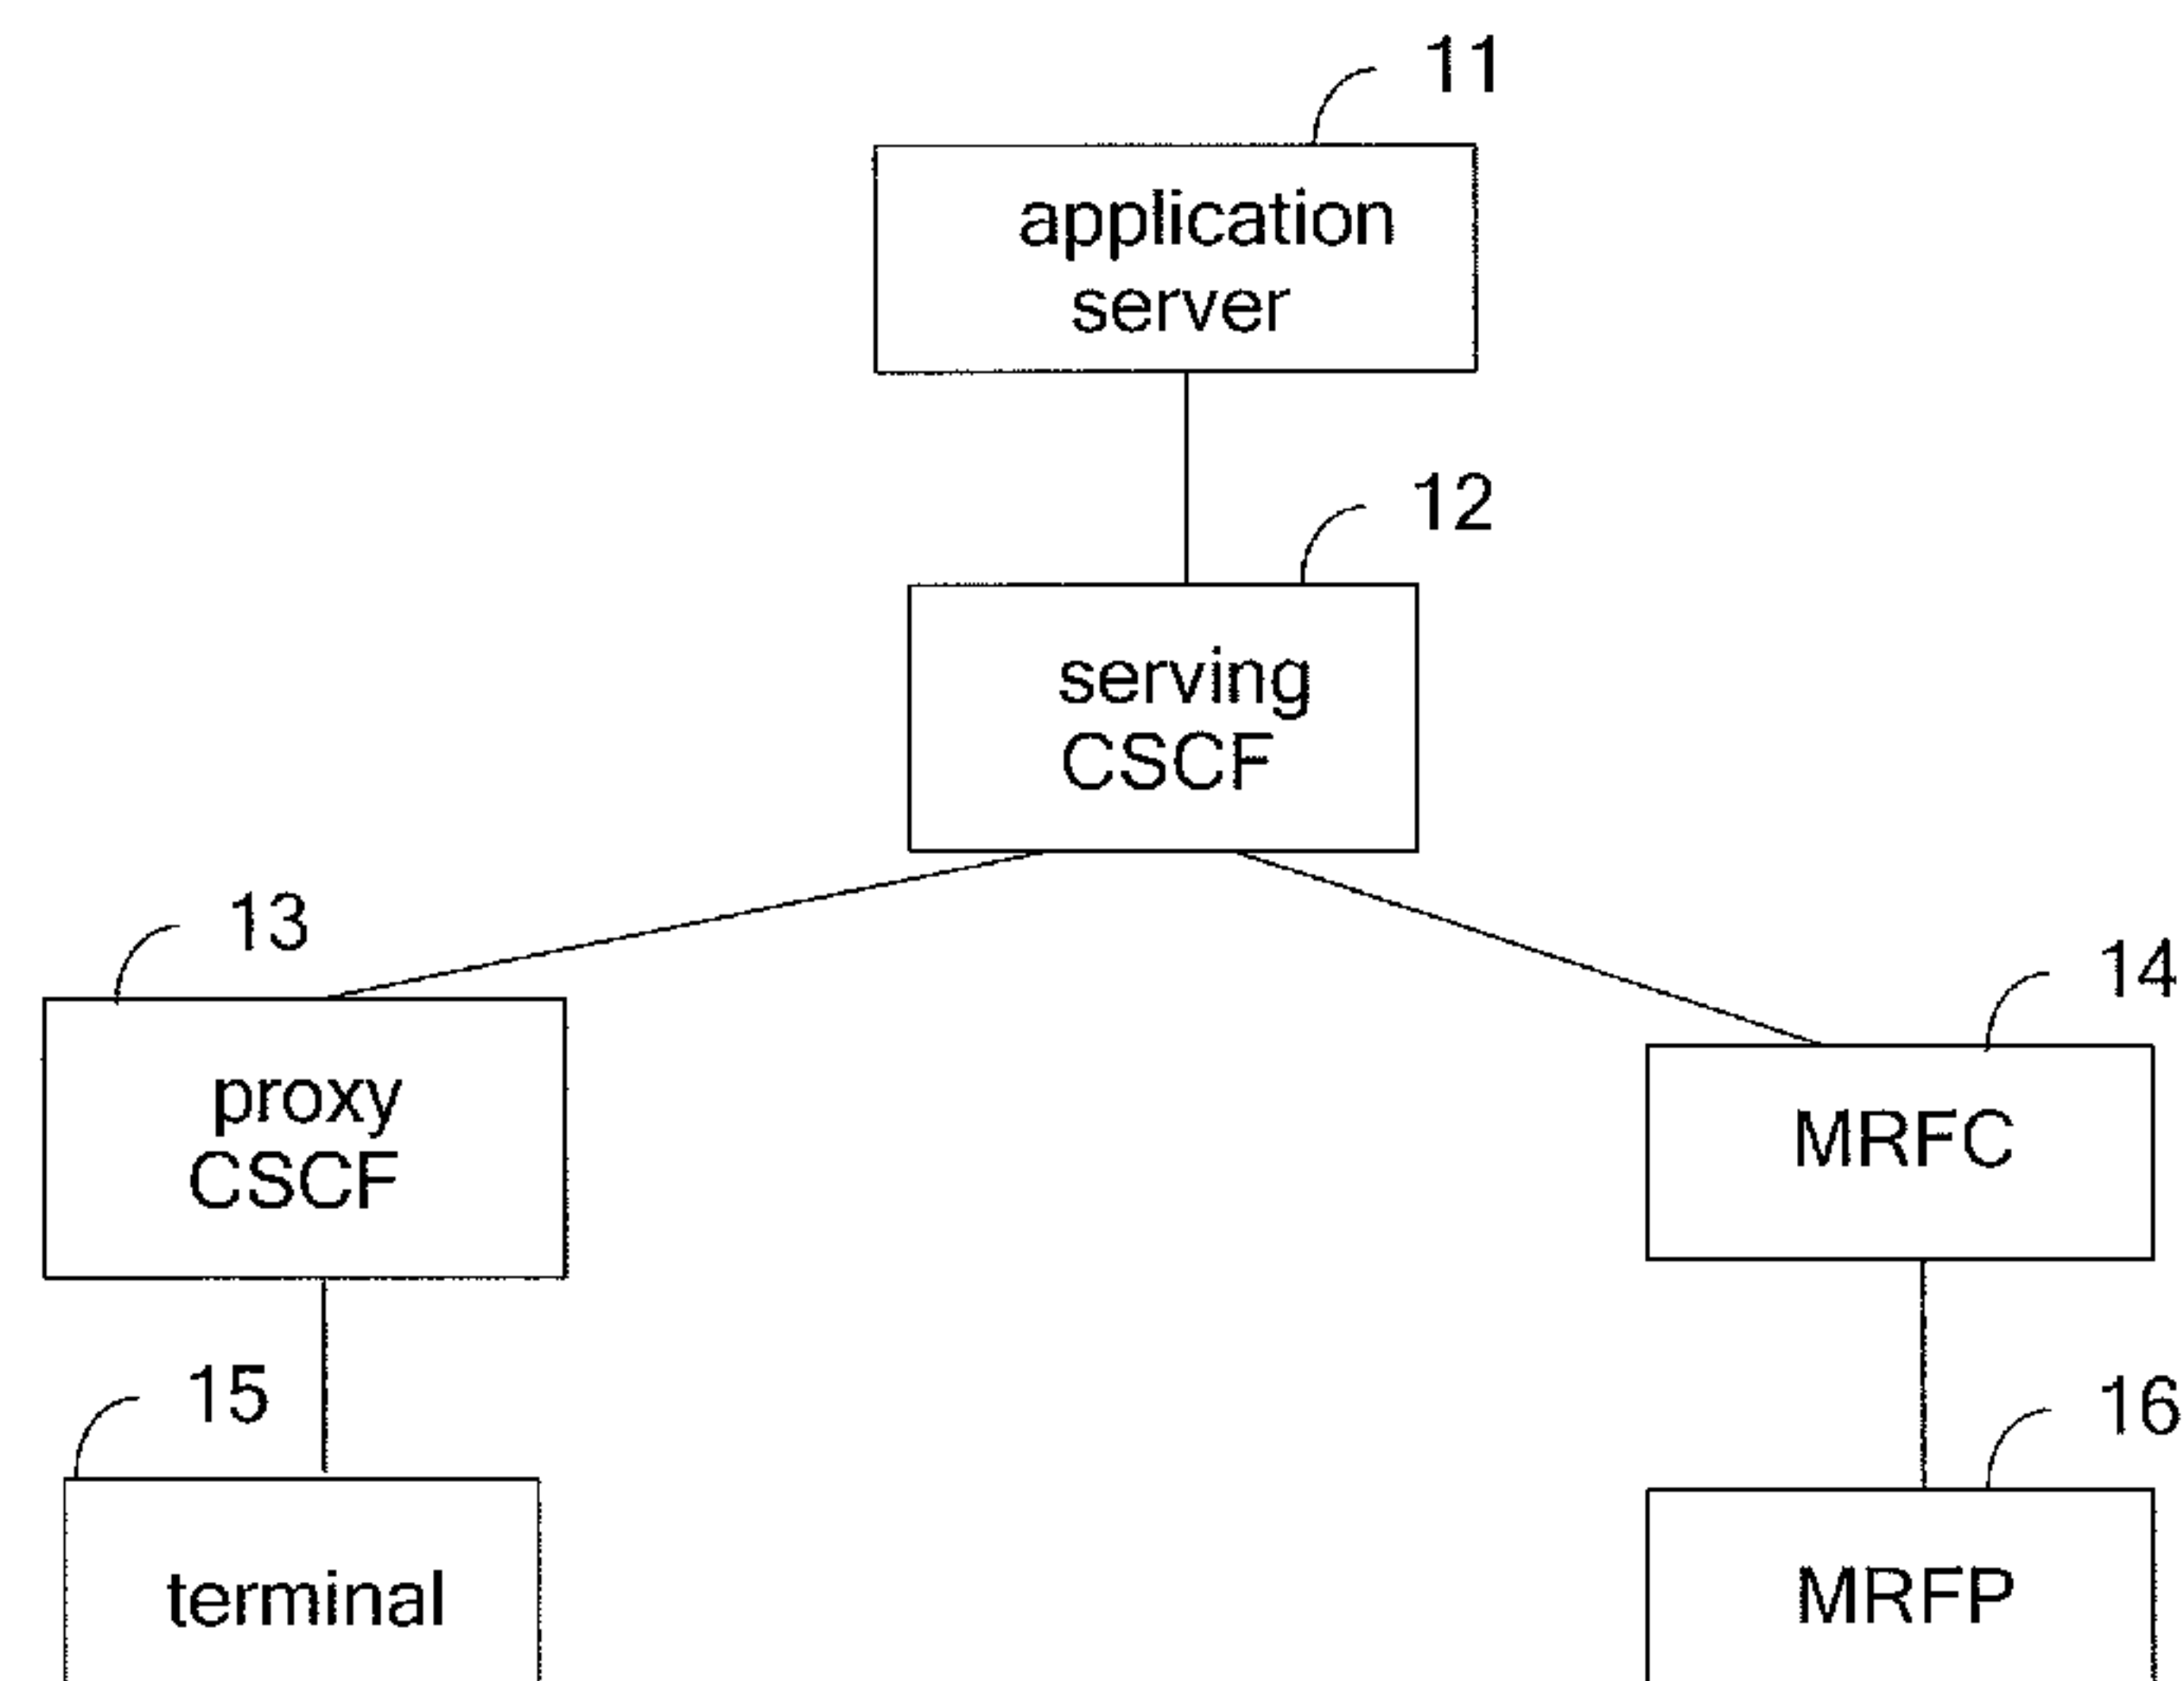 11
application
server
12
serving
CSCF
13
proxy
CSCF
14
MRFC
15
terminal
16
MRFP